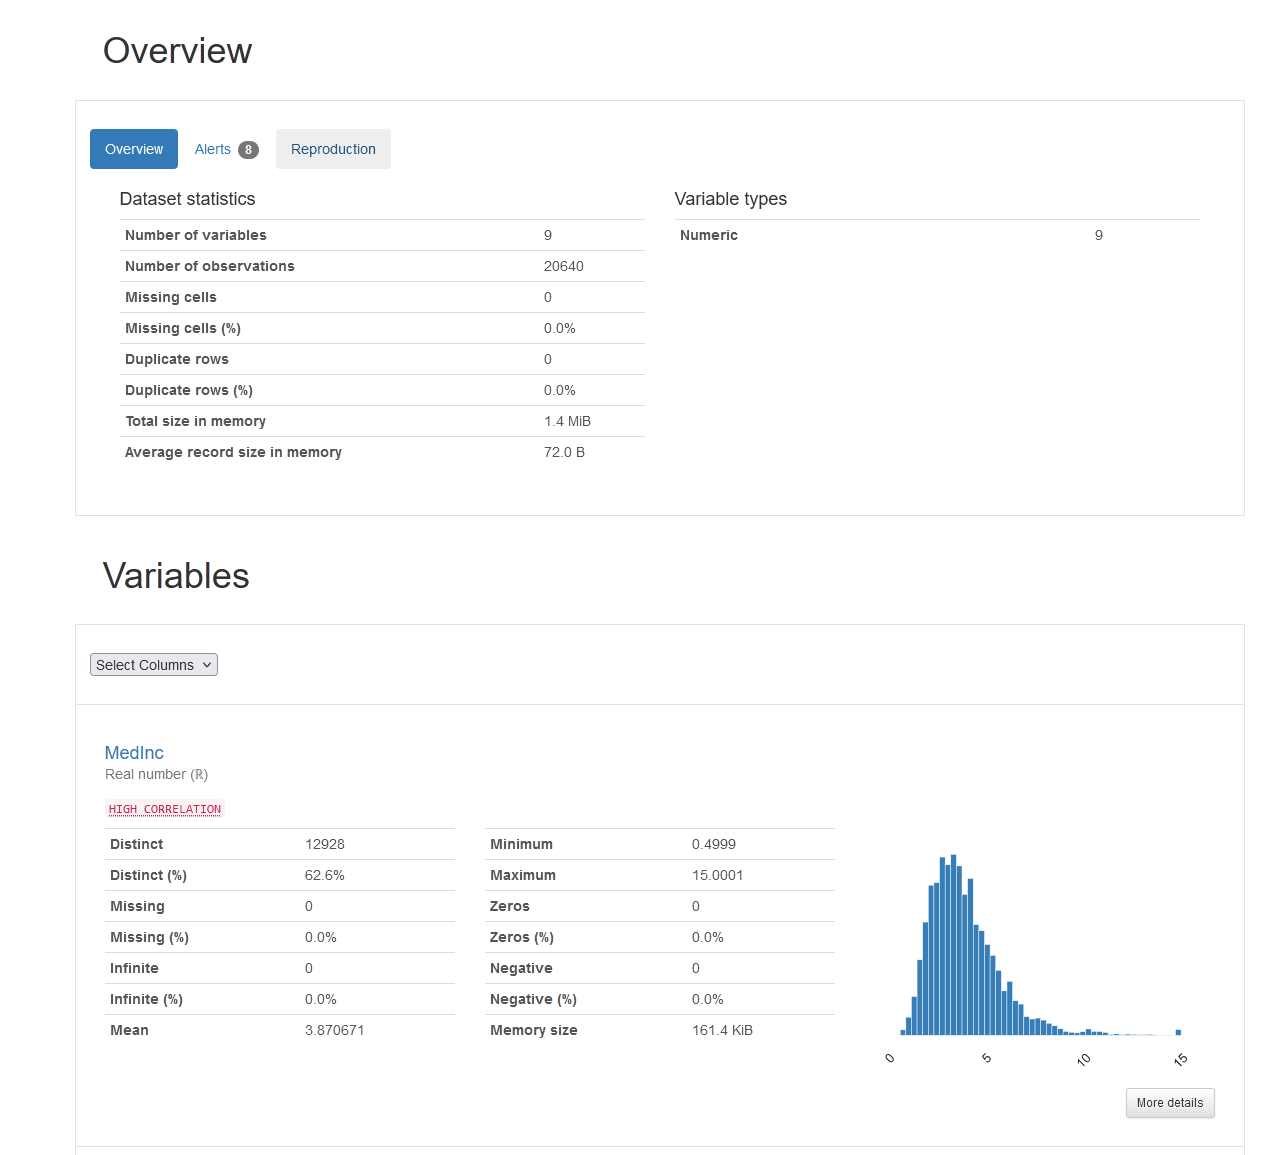 Overview
Overview Alerts 8 Reproduction
Dataset statistics
Number of variables 9
Number of observations 20640
Missing cells 0
Missing cells (%) 0.0%
Duplicate rows 0
Duplicate rows (%) 0.0%
Total size in memory 1.4 MiB
Average record size in memory 72.0 B
Variable types
Numeric 9
Variables
Select Columns
MedInc
Real number (ℝ)
HIGH CORRELATION
Distinct 12928
Distinct (%) 62.6%
Missing 0
Missing (%) 0.0%
Infinite 0
Infinite (%) 0.0%
Mean 3.870671
Minimum 0.4999
Maximum 15.0001
Zeros 0
Zeros (%) 0.0%
Negative 0
Negative (%) 0.0%
Memory size 161.4 KiB
0 5 10 15
More details